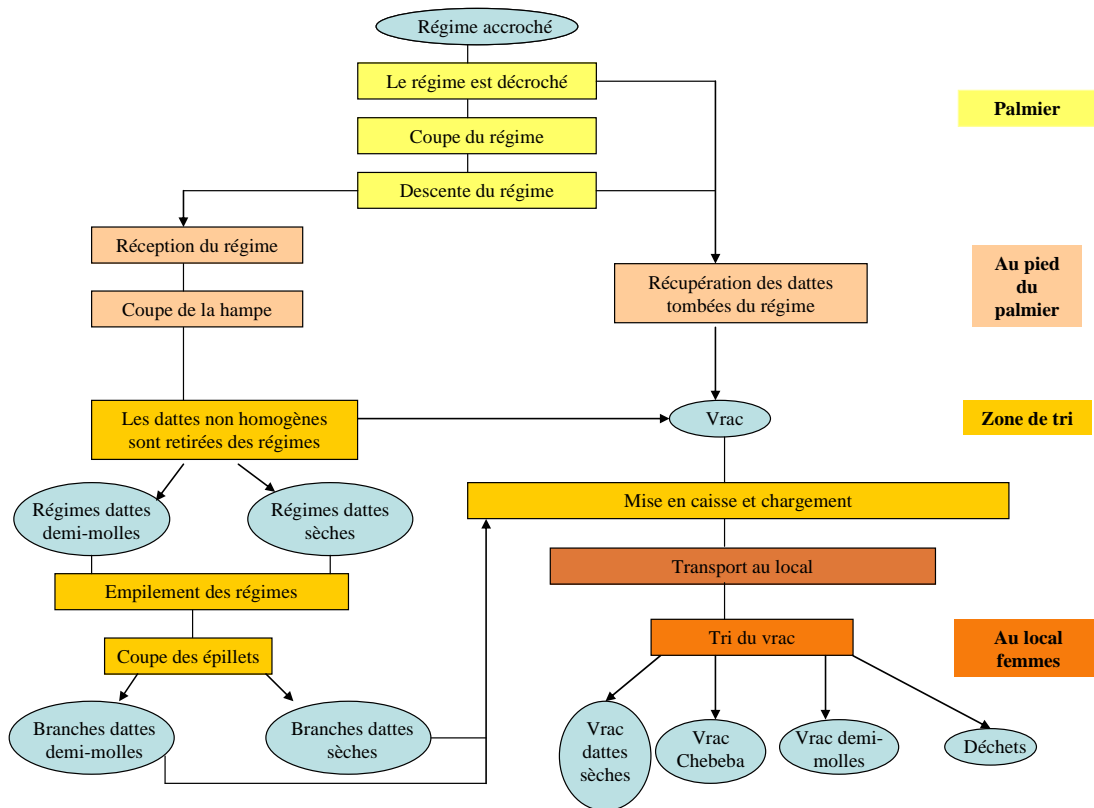 Régime accroché
Le régime est décroché
Palmier
Coupe du régime
Descente du régime
Réception du régime
Coupe de la hampe
Récupération des dattes
tombées du régime
Au pied
du
palmier
Les dattes non homogènes
sont retirées des régimes
Vrac
Zone de tri
Régimes dattes
demi-molles
Régimes dattes
sèches
Mise en caisse et chargement
Empilement des régimes
Transport au local
Coupe des épillets
Tri du vrac
Au local
femmes
Branches dattes
demi-molles
Branches dattes
sèches
Vrac
dattes
sèches
Vrac
Chebeba
Vrac demi-
molles
Déchets